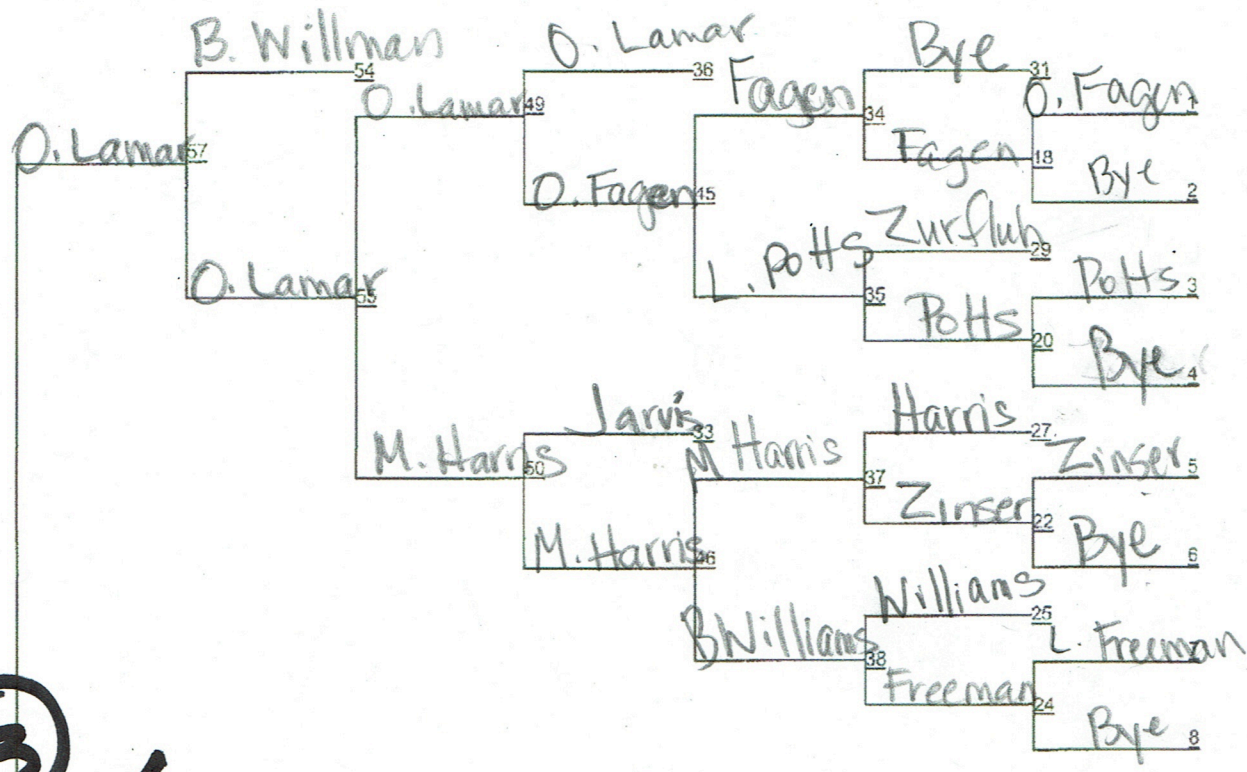 O. Lamar
57
B. Willman
54
O. Lamar
55
O. Lamar
49
M. Harris
50
O. Lamar
36
O. Fagen
45
Jarvis
33
M. Harris
46
Fagen
34
L. Potts
35
M Harris
37
B Williams
38
Bye
31
Fagen
18
Zurfluh
29
Potts
20
Harris
27
Zinser
22
Williams
25
Freeman
24
O. Fagen
1
Bye
2
Potts
3
Bye
4
Zinser
5
Bye
6
L. Freeman
Bye
8